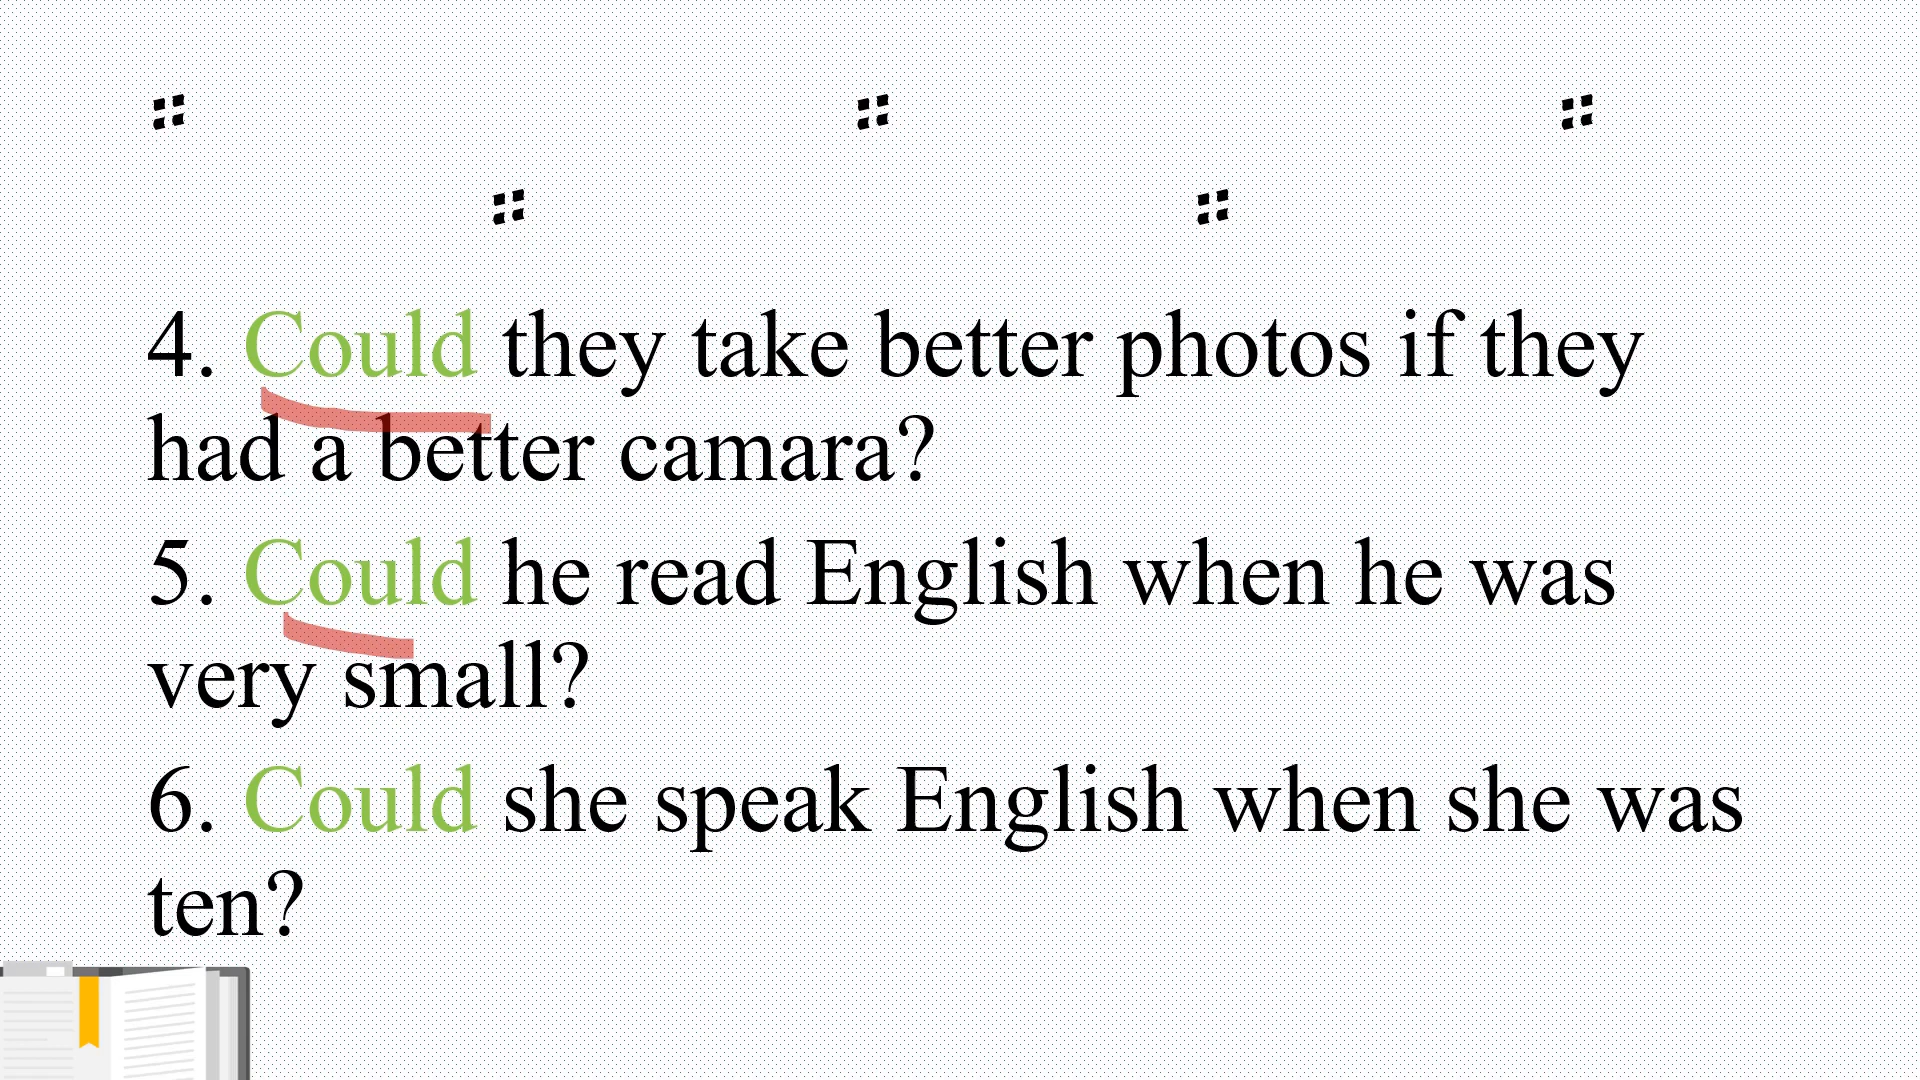 4. Could they take better photos if they
had a better camara?
5. Could he read English when he was
very small?
6. Could she speak English when she was
ten?